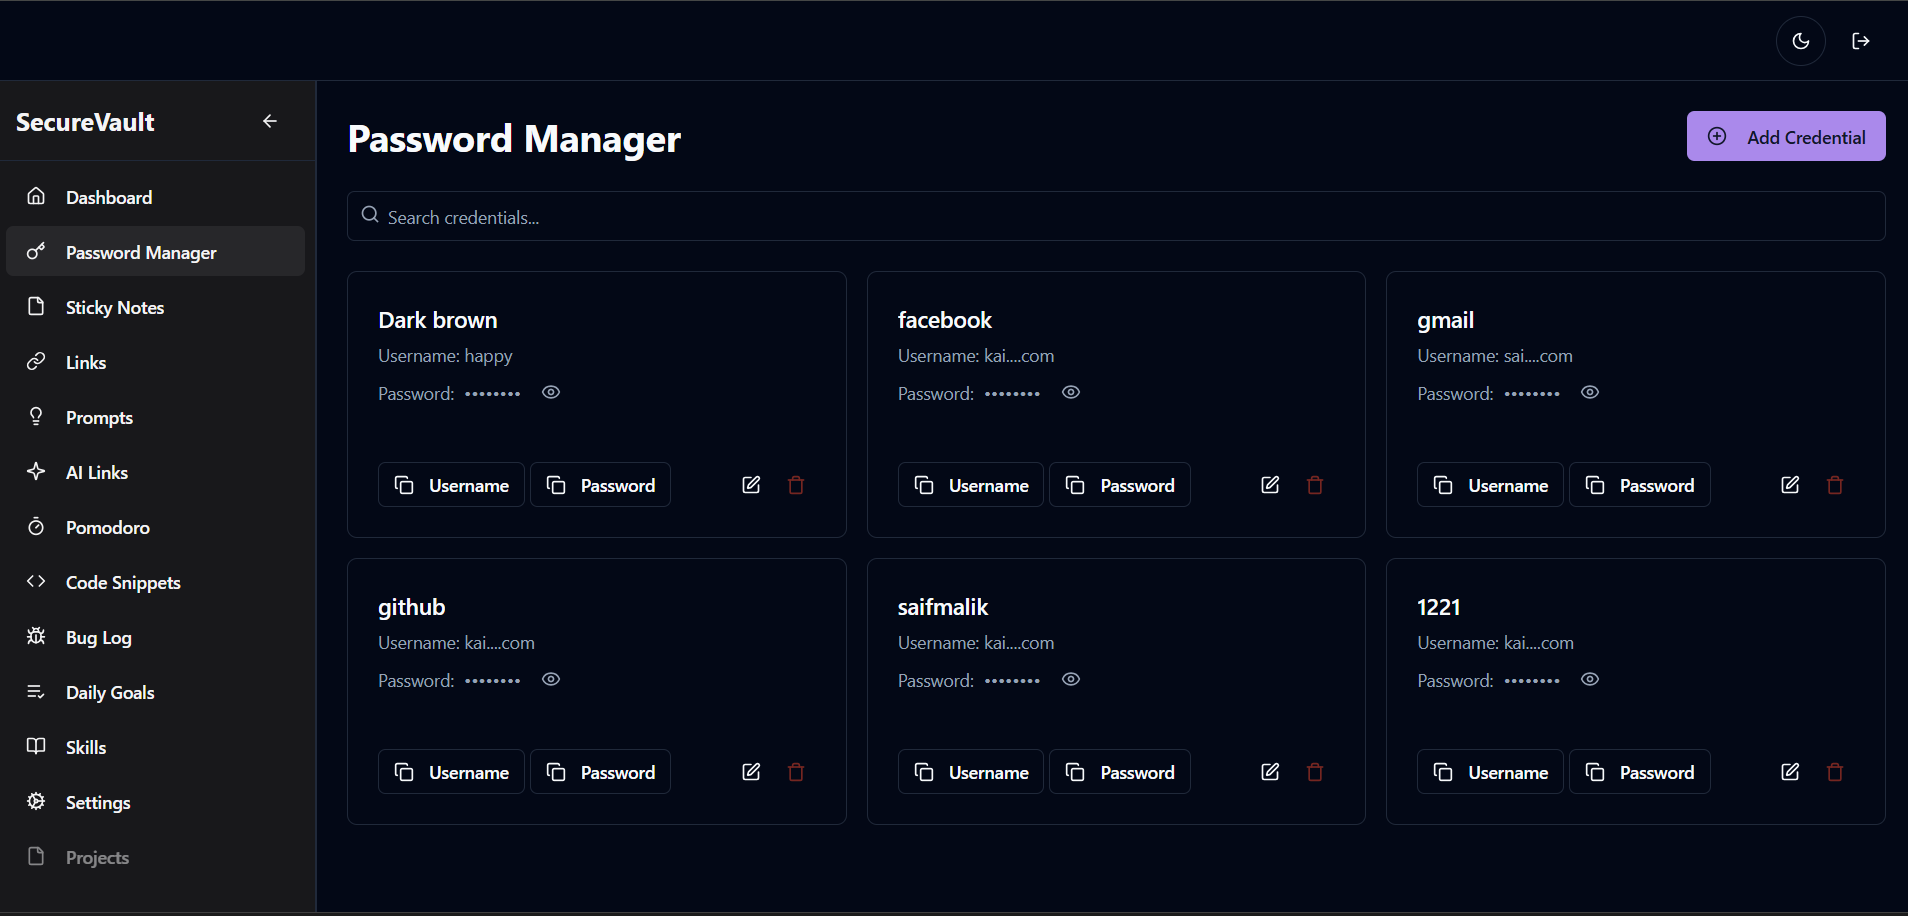 SecureVault
Dashboard
Password Manager
Sticky Notes
Links
Prompts
AI Links
Pomodoro
Code Snippets
Bug Log
Daily Goals
Skills
Settings
Projects
Password Manager
Add Credential
Search credentials...
Dark brown
Username: happy
Password: ••••••••
Username Password
facebook
Username: kai....com
Password: ••••••••
Username Password
gmail
Username: sai....com
Password: ••••••••
Username Password
github
Username: kai....com
Password: ••••••••
Username Password
saifmalik
Username: kai....com
Password: ••••••••
Username Password
1221
Username: kai....com
Password: ••••••••
Username Password